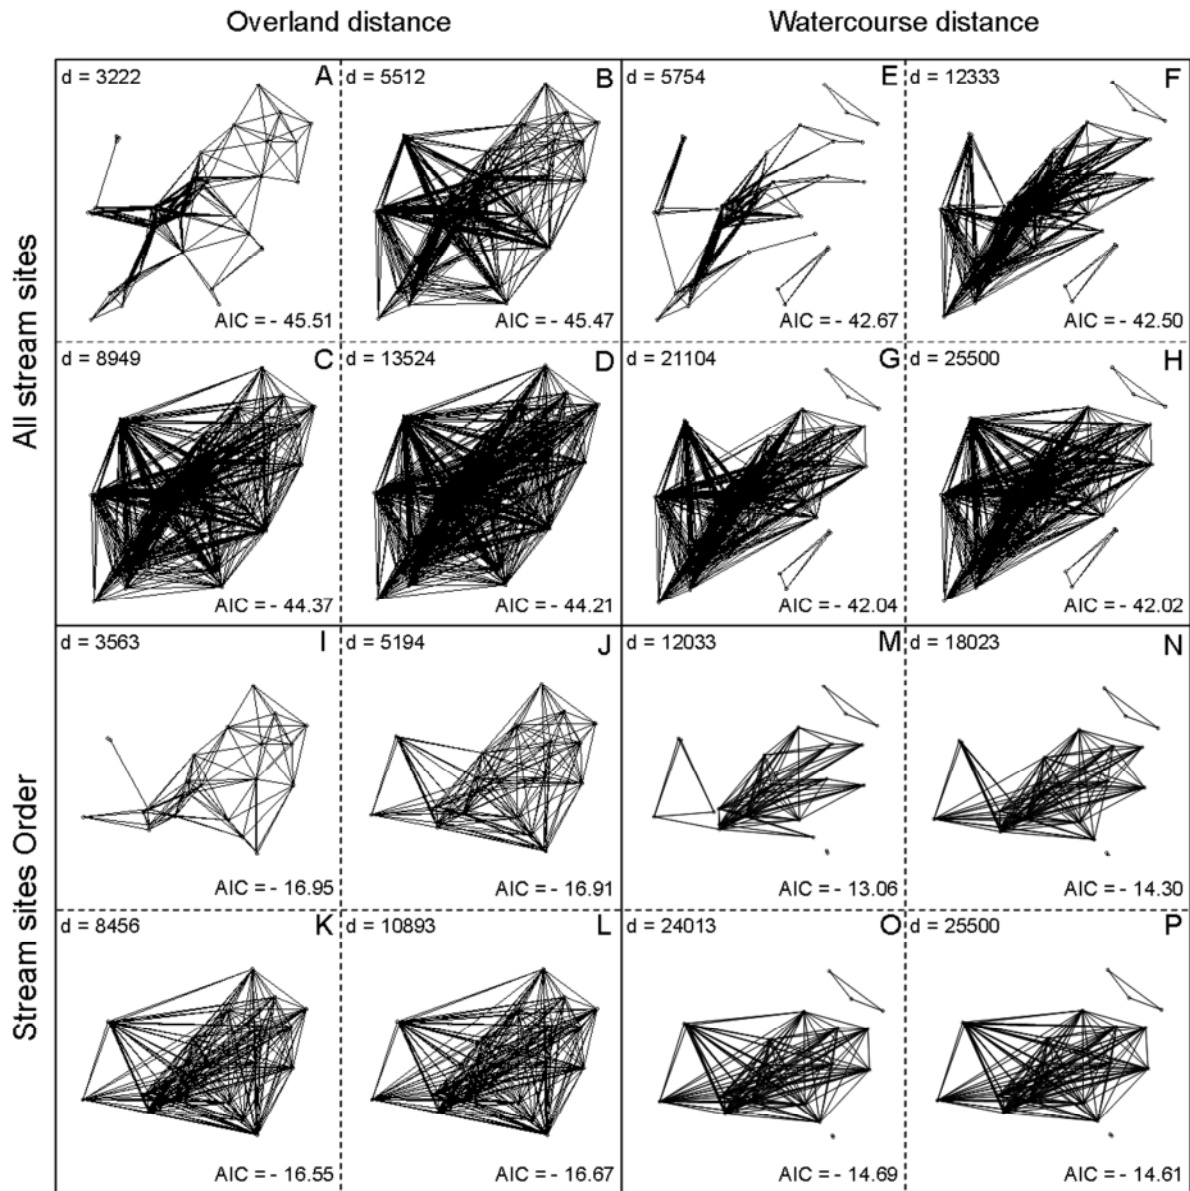 Overland distance
Watercourse distance
All stream sites
Stream sites Order
d = 3222
A
AIC = - 45.51
d = 5512
B
AIC = - 45.47
d = 5754
E
AIC = - 42.67
d = 12333
F
AIC = - 42.50
d = 8949
C
AIC = - 44.37
d = 13524
D
AIC = - 44.21
d = 21104
G
AIC = - 42.04
d = 25500
H
AIC = - 42.02
d = 3563
I
AIC = - 16.95
d = 5194
J
AIC = - 16.91
d = 12033
M
AIC = - 13.06
d = 18023
N
AIC = - 14.30
d = 8456
K
AIC = - 16.55
d = 10893
L
AIC = - 16.67
d = 24013
O
AIC = - 14.69
d = 25500
P
AIC = - 14.61